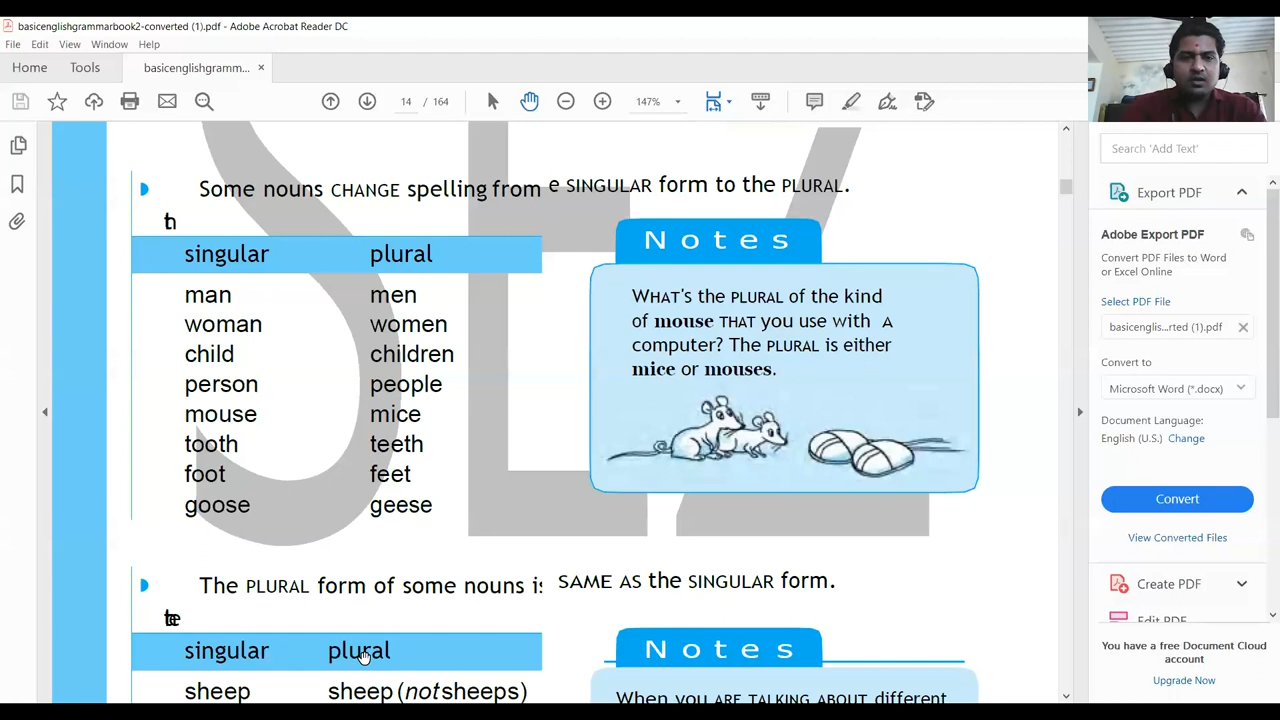 basicenglishgrammarbook2-converted (1).pdf - Adobe Acrobat Reader DC
File Edit View Window Help
Home Tools basicenglishgramm... ×
14 / 164 147%
Some nouns CHANGE spelling from e SINGULAR form to the PLURAL.
singular plural
man men
woman women
child children
person people
mouse mice
tooth teeth
foot feet
goose geese
Notes
WHAT's the PLURAL of the kind
of mouse THAT you use with A
computer? The PLURAL is either
mice or mouses.
The PLURAL form of some nouns is SAME AS the SINGULAR form.
singular plural
sheep sheep (not sheeps)
Notes
When you ARE TALKING ABOUT different
Search 'Add Text'
Export PDF
Adobe Export PDF
Convert PDF Files to Word
or Excel Online
Select PDF File
basicenglis...rted (1).pdf
Convert to
Microsoft Word (*.docx)
Document Language:
English (U.S.) Change
Convert
View Converted Files
Create PDF
Edit PDF
You have a free Document Cloud
account
Upgrade Now